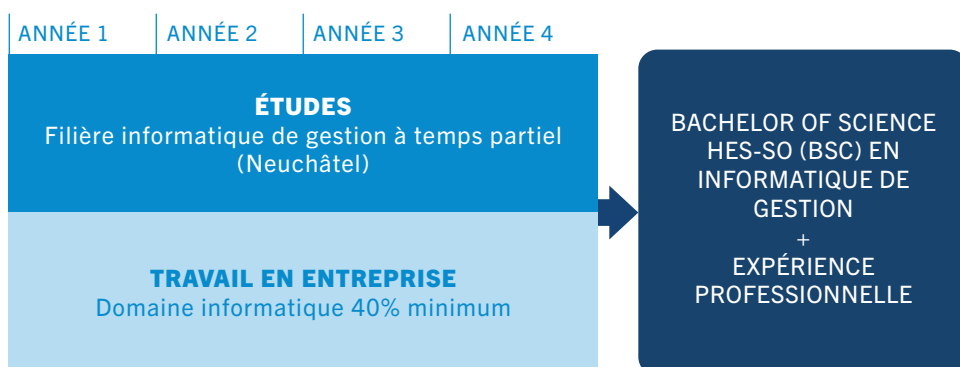 ANNÉE 1 ANNÉE 2 ANNÉE 3 ANNÉE 4
ÉTUDES
Filière informatique de gestion à temps partiel
(Neuchâtel)
TRAVAIL EN ENTREPRISE
Domaine informatique 40% minimum
BACHELOR OF SCIENCE
HES-SO (BSC) EN
INFORMATIQUE DE
GESTION
+
EXPÉRIENCE
PROFESSIONNELLE